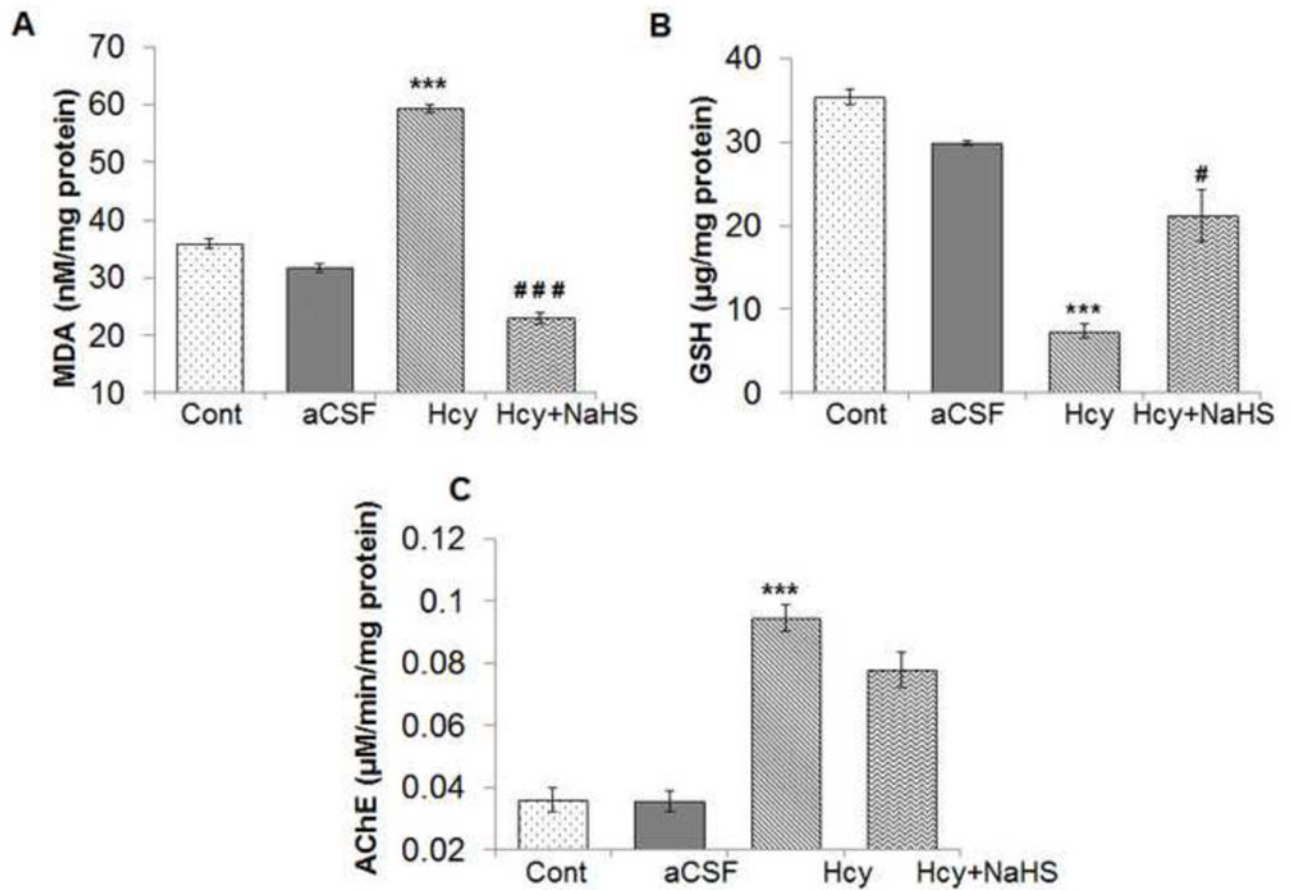 A
MDA (nM/mg protein)
70
60
50
40
30
20
10
***
# # #
Cont aCSF Hcy Hcy+NaHS
B
GSH (µg/mg protein)
40
30
20
10
0
***
#
Cont aCSF Hcy Hcy+NaHS
C
AChE (µM/min/mg protein)
0.12
0.1
0.08
0.06
0.04
0.02
***
Cont aCSF Hcy Hcy+NaHS